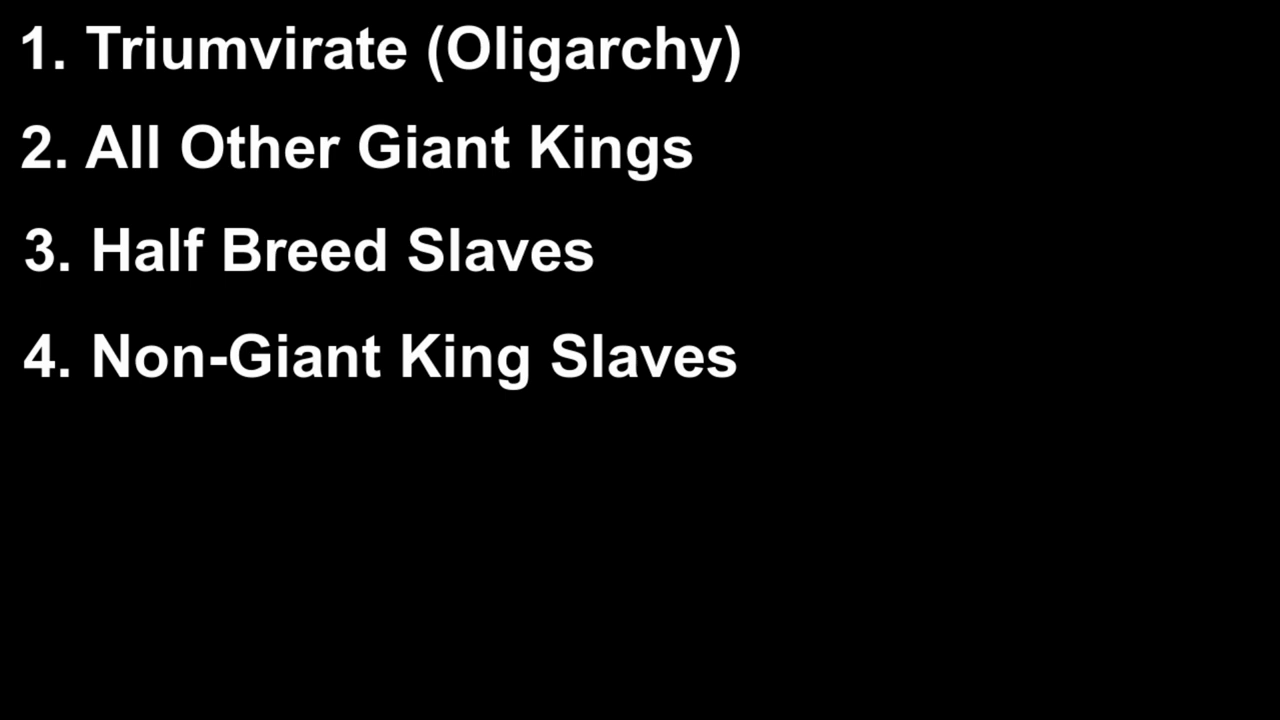 1. Triumvirate (Oligarchy)
2. All Other Giant Kings
3. Half Breed Slaves
4. Non-Giant King Slaves